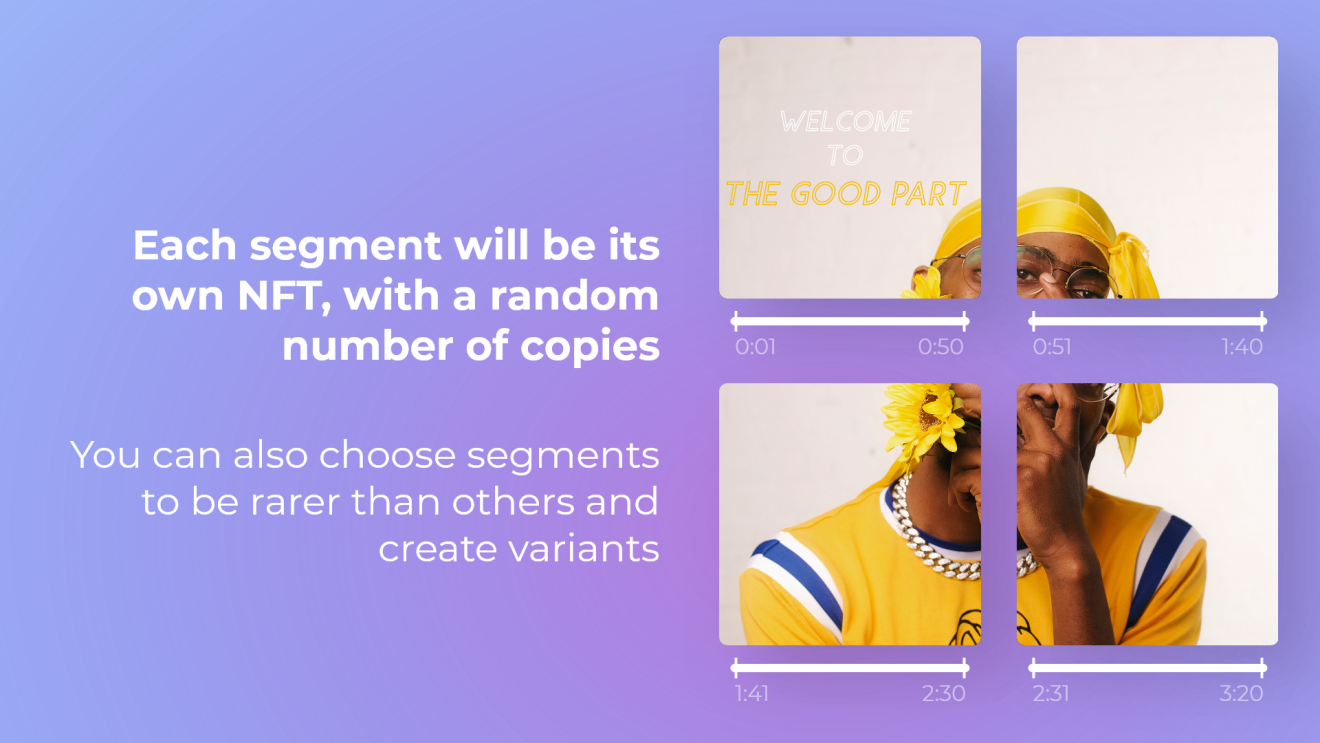 Each segment will be its
own NFT, with a random
number of copies
You can also choose segments
to be rarer than others and
create variants
WELCOME
TO
THE GOOD PART
0:01 0:50
0:51 1:40
1:41 2:30
2:31 3:20